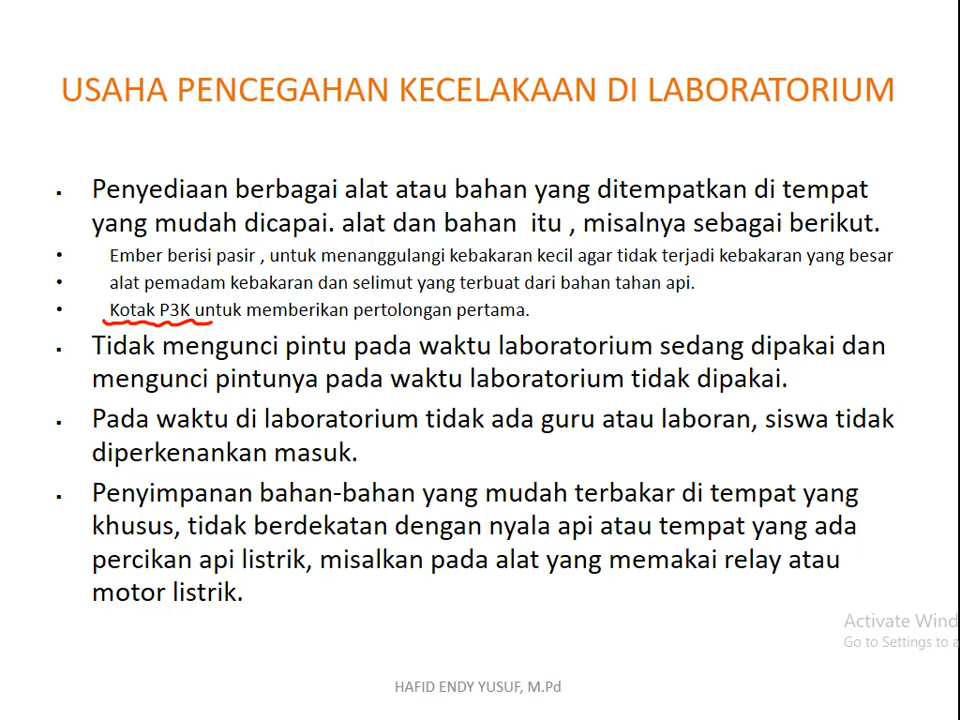 USAHA PENCEGAHAN KECELAKAAN DI LABORATORIUM
▪ Penyediaan berbagai alat atau bahan yang ditempatkan di tempat
yang mudah dicapai. alat dan bahan  itu , misalnya sebagai berikut.
• Ember berisi pasir , untuk menanggulangi kebakaran kecil agar tidak terjadi kebakaran yang besar
• alat pemadam kebakaran dan selimut yang terbuat dari bahan tahan api.
• Kotak P3K untuk memberikan pertolongan pertama.
▪ Tidak mengunci pintu pada waktu laboratorium sedang dipakai dan
mengunci pintunya pada waktu laboratorium tidak dipakai.
▪ Pada waktu di laboratorium tidak ada guru atau laboran, siswa tidak
diperkenankan masuk.
▪ Penyimpanan bahan-bahan yang mudah terbakar di tempat yang
khusus, tidak berdekatan dengan nyala api atau tempat yang ada
percikan api listrik, misalkan pada alat yang memakai relay atau
motor listrik.
Activate Wind
Go to Settings to a
HAFID ENDY YUSUF, M.Pd